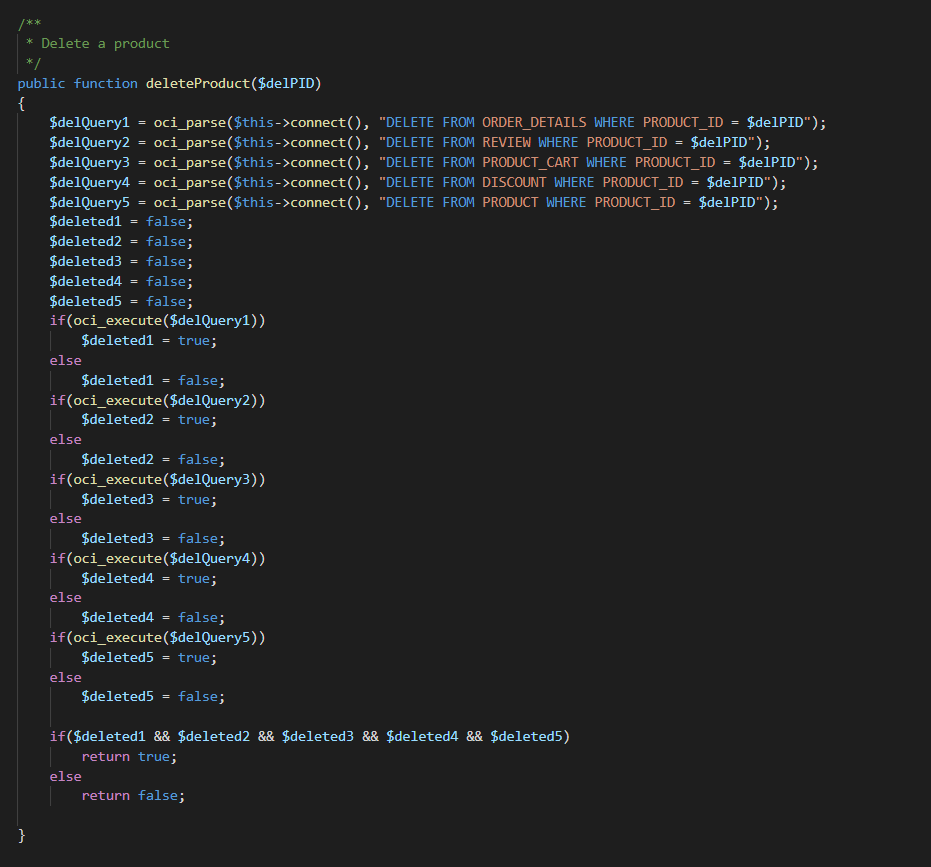 /**
 * Delete a product
 */
public function deleteProduct($delPID)
{
    $delQuery1 = oci_parse($this->connect(), "DELETE FROM ORDER_DETAILS WHERE PRODUCT_ID = $delPID");
    $delQuery2 = oci_parse($this->connect(), "DELETE FROM REVIEW WHERE PRODUCT_ID = $delPID");
    $delQuery3 = oci_parse($this->connect(), "DELETE FROM PRODUCT_CART WHERE PRODUCT_ID = $delPID");
    $delQuery4 = oci_parse($this->connect(), "DELETE FROM DISCOUNT WHERE PRODUCT_ID = $delPID");
    $delQuery5 = oci_parse($this->connect(), "DELETE FROM PRODUCT WHERE PRODUCT_ID = $delPID");
    $deleted1 = false;
    $deleted2 = false;
    $deleted3 = false;
    $deleted4 = false;
    $deleted5 = false;
    if(oci_execute($delQuery1))
        $deleted1 = true;
    else
        $deleted1 = false;
    if(oci_execute($delQuery2))
        $deleted2 = true;
    else
        $deleted2 = false;
    if(oci_execute($delQuery3))
        $deleted3 = true;
    else
        $deleted3 = false;
    if(oci_execute($delQuery4))
        $deleted4 = true;
    else
        $deleted4 = false;
    if(oci_execute($delQuery5))
        $deleted5 = true;
    else
        $deleted5 = false;

    if($deleted1 && $deleted2 && $deleted3 && $deleted4 && $deleted5)
        return true;
    else
        return false;

}